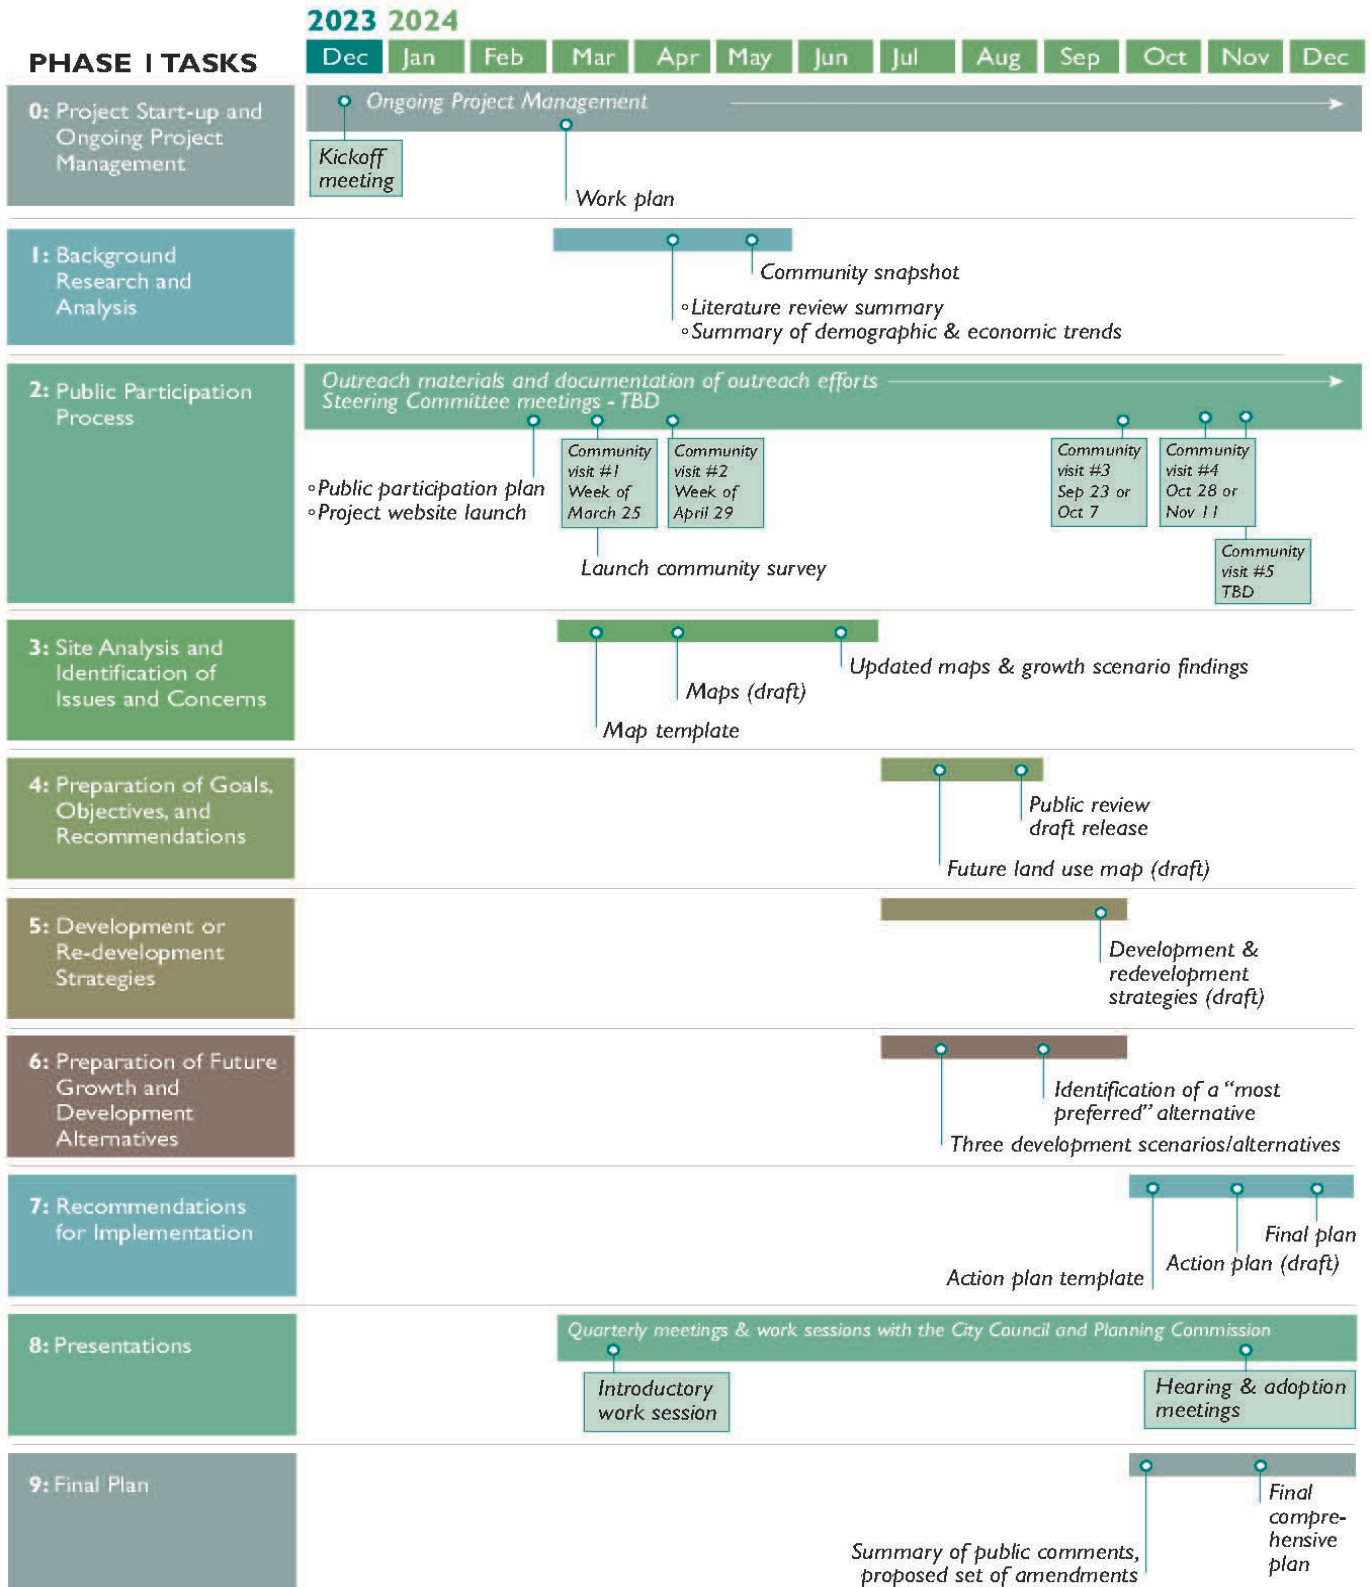 2023 2024
PHASE I TASKS
Dec Jan Feb Mar Apr May Jun Jul Aug Sep Oct Nov Dec
0: Project Start-up and
Ongoing Project
Management
Ongoing Project Management
Kickoff
meeting
Work plan
1: Background
Research and
Analysis
Community snapshot
Literature review summary
Summary of demographic & economic trends
2: Public Participation
Process
Outreach materials and documentation of outreach efforts
Steering Committee meetings - TBD
Public participation plan
Project website launch
Community
visit #1
Week of
March 25
Launch community survey
Community
visit #2
Week of
April 29
Community
visit #3
Sep 23 or
Oct 7
Community
visit #4
Oct 28 or
Nov 11
Community
visit #5
TBD
3: Site Analysis and
Identification of
Issues and Concerns
Updated maps & growth scenario findings
Maps (draft)
Map template
4: Preparation of Goals,
Objectives, and
Recommendations
Public review
draft release
Future land use map (draft)
5: Development or
Re-development
Strategies
Development &
redevelopment
strategies (draft)
6: Preparation of Future
Growth and
Development
Alternatives
Identification of a “most
preferred” alternative
Three development scenarios/alternatives
7: Recommendations
for Implementation
Final plan
Action plan (draft)
Action plan template
8: Presentations
Quarterly meetings & work sessions with the City Council and Planning Commission
Introductory
work session
Hearing & adoption
meetings
9: Final Plan
Final
compre-
hensive
plan
Summary of public comments,
proposed set of amendments